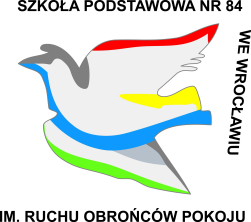 SZKOŁA PODSTAWOWA NR 84
WE WROCŁAWIU
IM. RUCHU OBROŃCÓW POKOJU